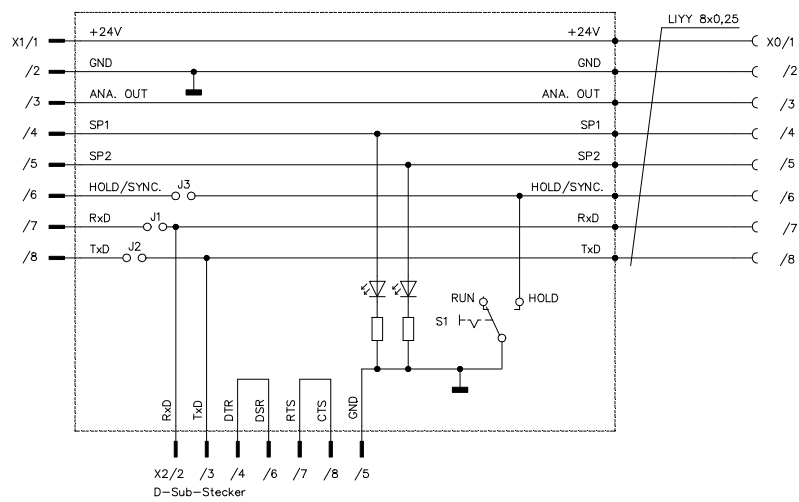 LIYY 8x0,25
X1/1 +24V +24V X0/1
/2 GND /2
/3 ANA. OUT ANA. OUT /3
/4 SP1 SP1 /4
/5 SP2 SP2 /5
/6 HOLD/SYNC. J3 HOLD/SYNC. /6
/7 RxD J1 RxD /7
/8 TxD J2 TxD /8
RUN HOLD
S1
RxD
TxD
DTR
DSR
RTS
CTS
GND
X2/2 /3 /4 /6 /7 /8 /5
D-Sub-Stecker